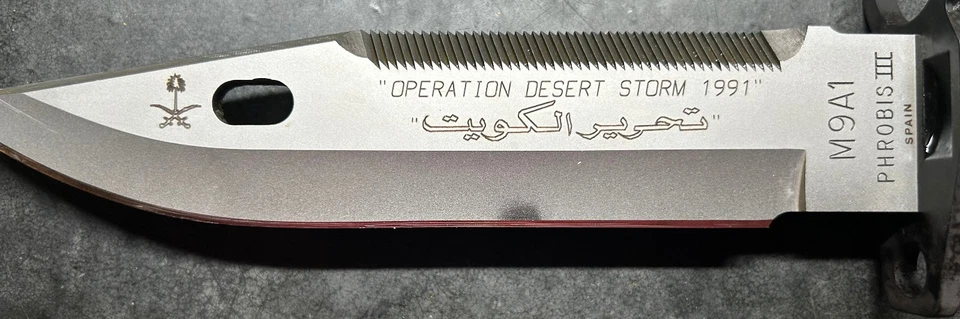 "OPERATION DESERT STORM 1991"
"تحرير الكويت"
M9A1
PHROBIS III
SPAIN